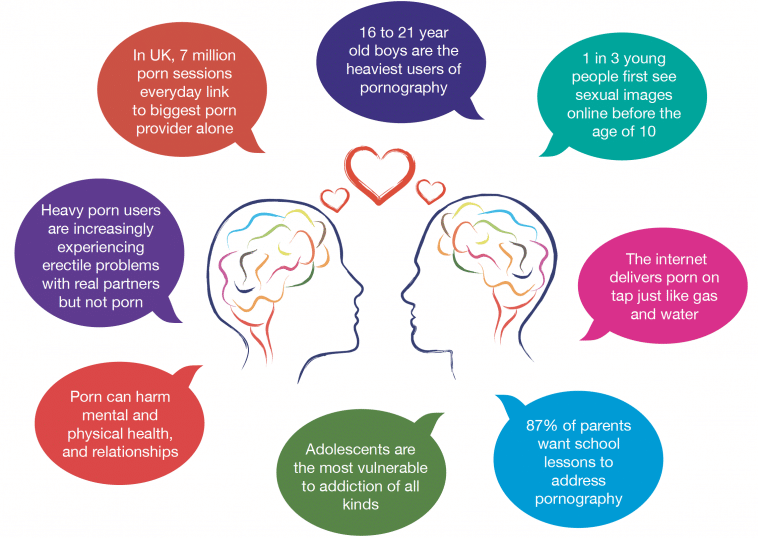 In UK, 7 million
porn sessions
everyday link
to biggest porn
provider alone
16 to 21 year
old boys are the
heaviest users of
pornography
1 in 3 young
people first see
sexual images
online before the
age of 10
Heavy porn users
are increasingly
experiencing
erectile problems
with real partners
but not porn
The internet
delivers porn on
tap just like gas
and water
Porn can harm
mental and
physical health,
and relationships
Adolescents are
the most vulnerable
to addiction of all
kinds
87% of parents
want school
lessons to
address
pornography